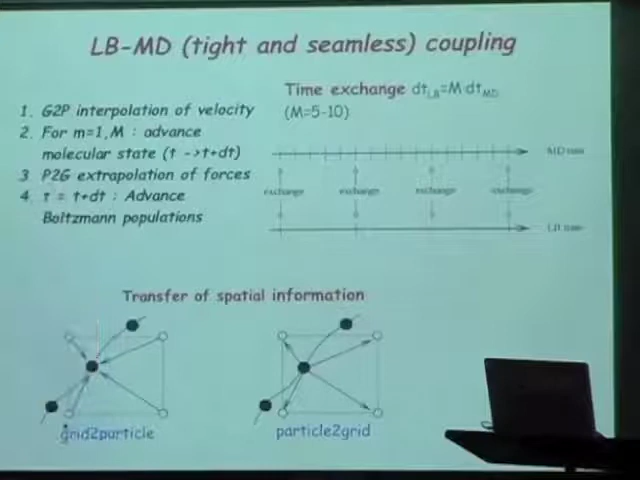 LB-MD (tight and seamless) coupling
Time exchange dtLB=M dtMD
(M=5-10)
1. G2P interpolation of velocity
2. For m=1,M : advance
molecular state (t ->t+dt)
3 P2G extrapolation of forces
4. t = t+dt : Advance
Boltzmann populations
MD time
exchange exchange exchange exchange
LB time
Transfer of spatial information
grid2particle
particle2grid